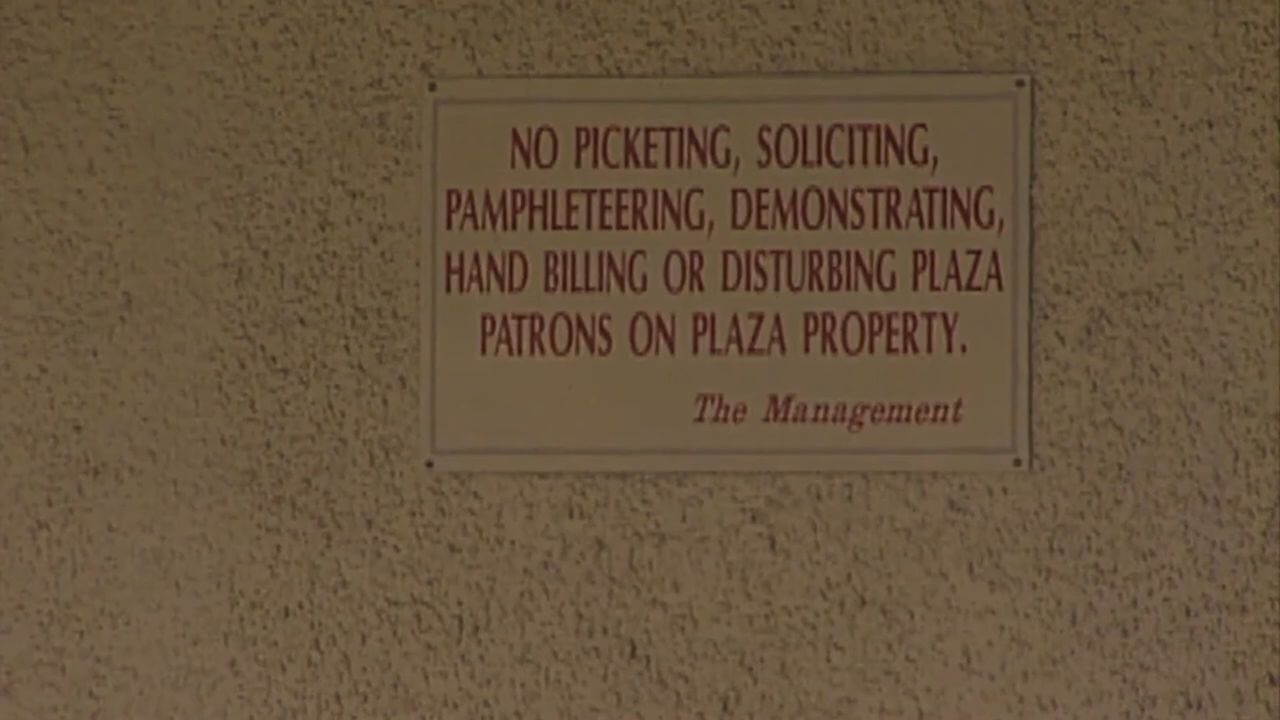 NO PICKETING, SOLICITING,
PAMPHLETEERING, DEMONSTRATING,
HAND BILLING OR DISTURBING PLAZA
PATRONS ON PLAZA PROPERTY.
The Management